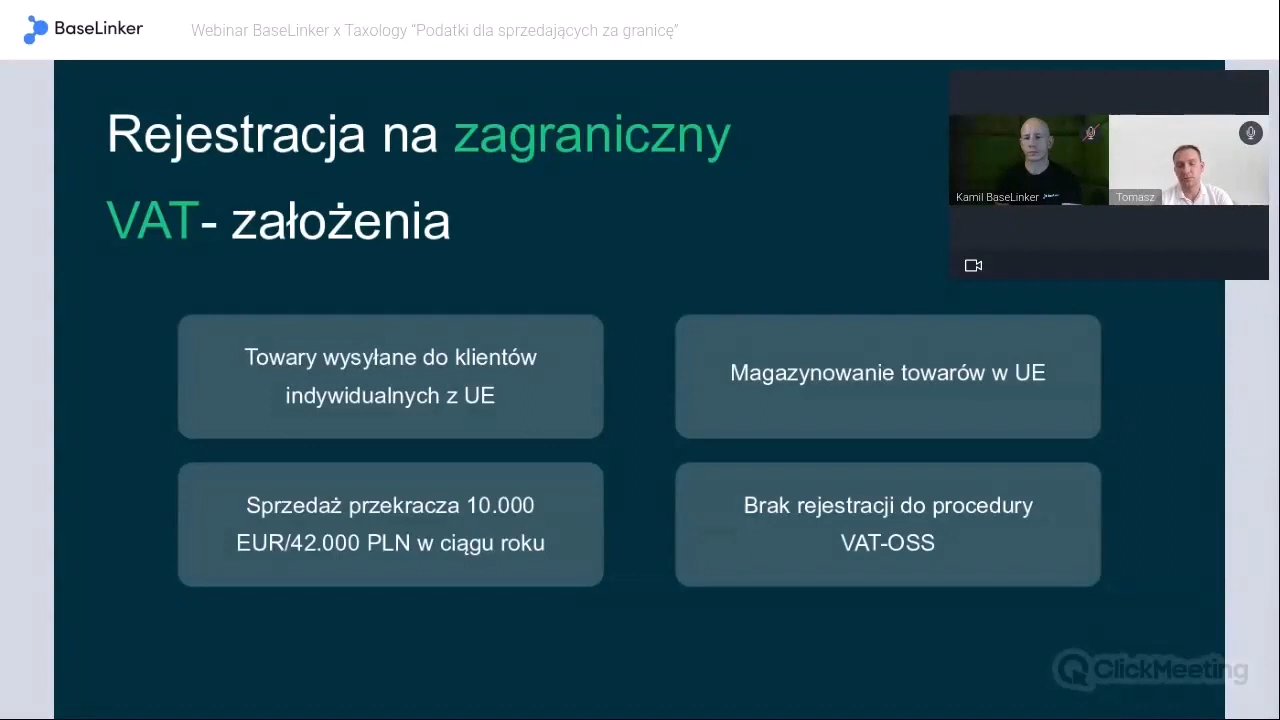 BaseLinker
Webinar BaseLinker x Taxology “Podatki dla sprzedających za granicę”
Rejestracja na zagraniczny
VAT- założenia
Kamil BaseLinker
Tomasz
Towary wysyłane do klientów
indywidualnych z UE
Magazynowanie towarów w UE
Sprzedaż przekracza 10.000
EUR/42.000 PLN w ciągu roku
Brak rejestracji do procedury
VAT-OSS
ClickMeeting